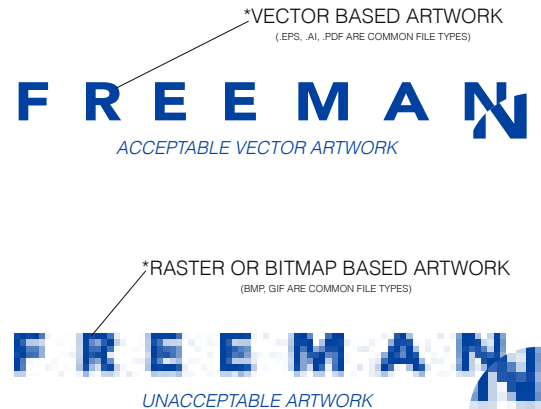 *VECTOR BASED ARTWORK
(.EPS, .AI, .PDF ARE COMMON FILE TYPES)
FREEMAN
ACCEPTABLE VECTOR ARTWORK
*RASTER OR BITMAP BASED ARTWORK
(BMP, GIF ARE COMMON FILE TYPES)
FREEMAN
UNACCEPTABLE ARTWORK